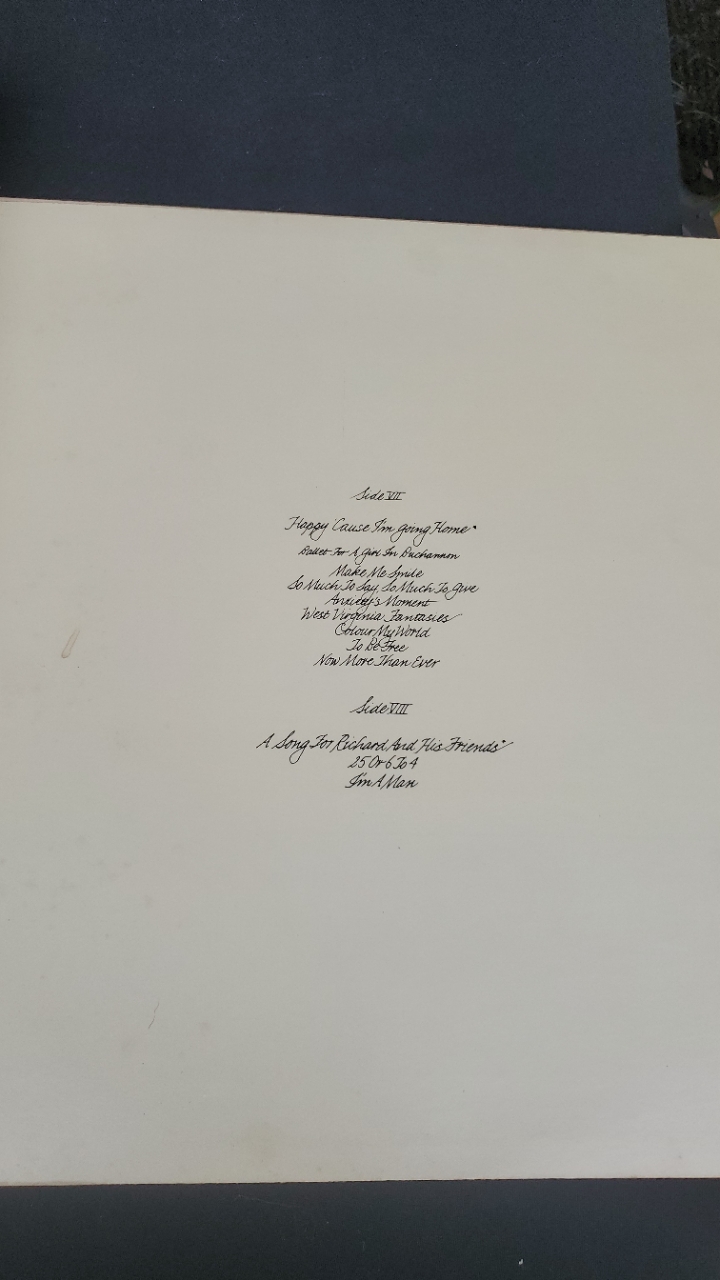 Side VII
Happy 'Cause I'm going Home*
Ballet For A Girl In Buchannon
Make Me Smile
So Much To Say, So Much To Give
Anxiety's Moment
West Virginia Fantasies
Colour My World
To Be Free
Now More Than Ever
Side VIII
A Song For Richard And His Friends*
25 Or 6 To 4
I'm A Man